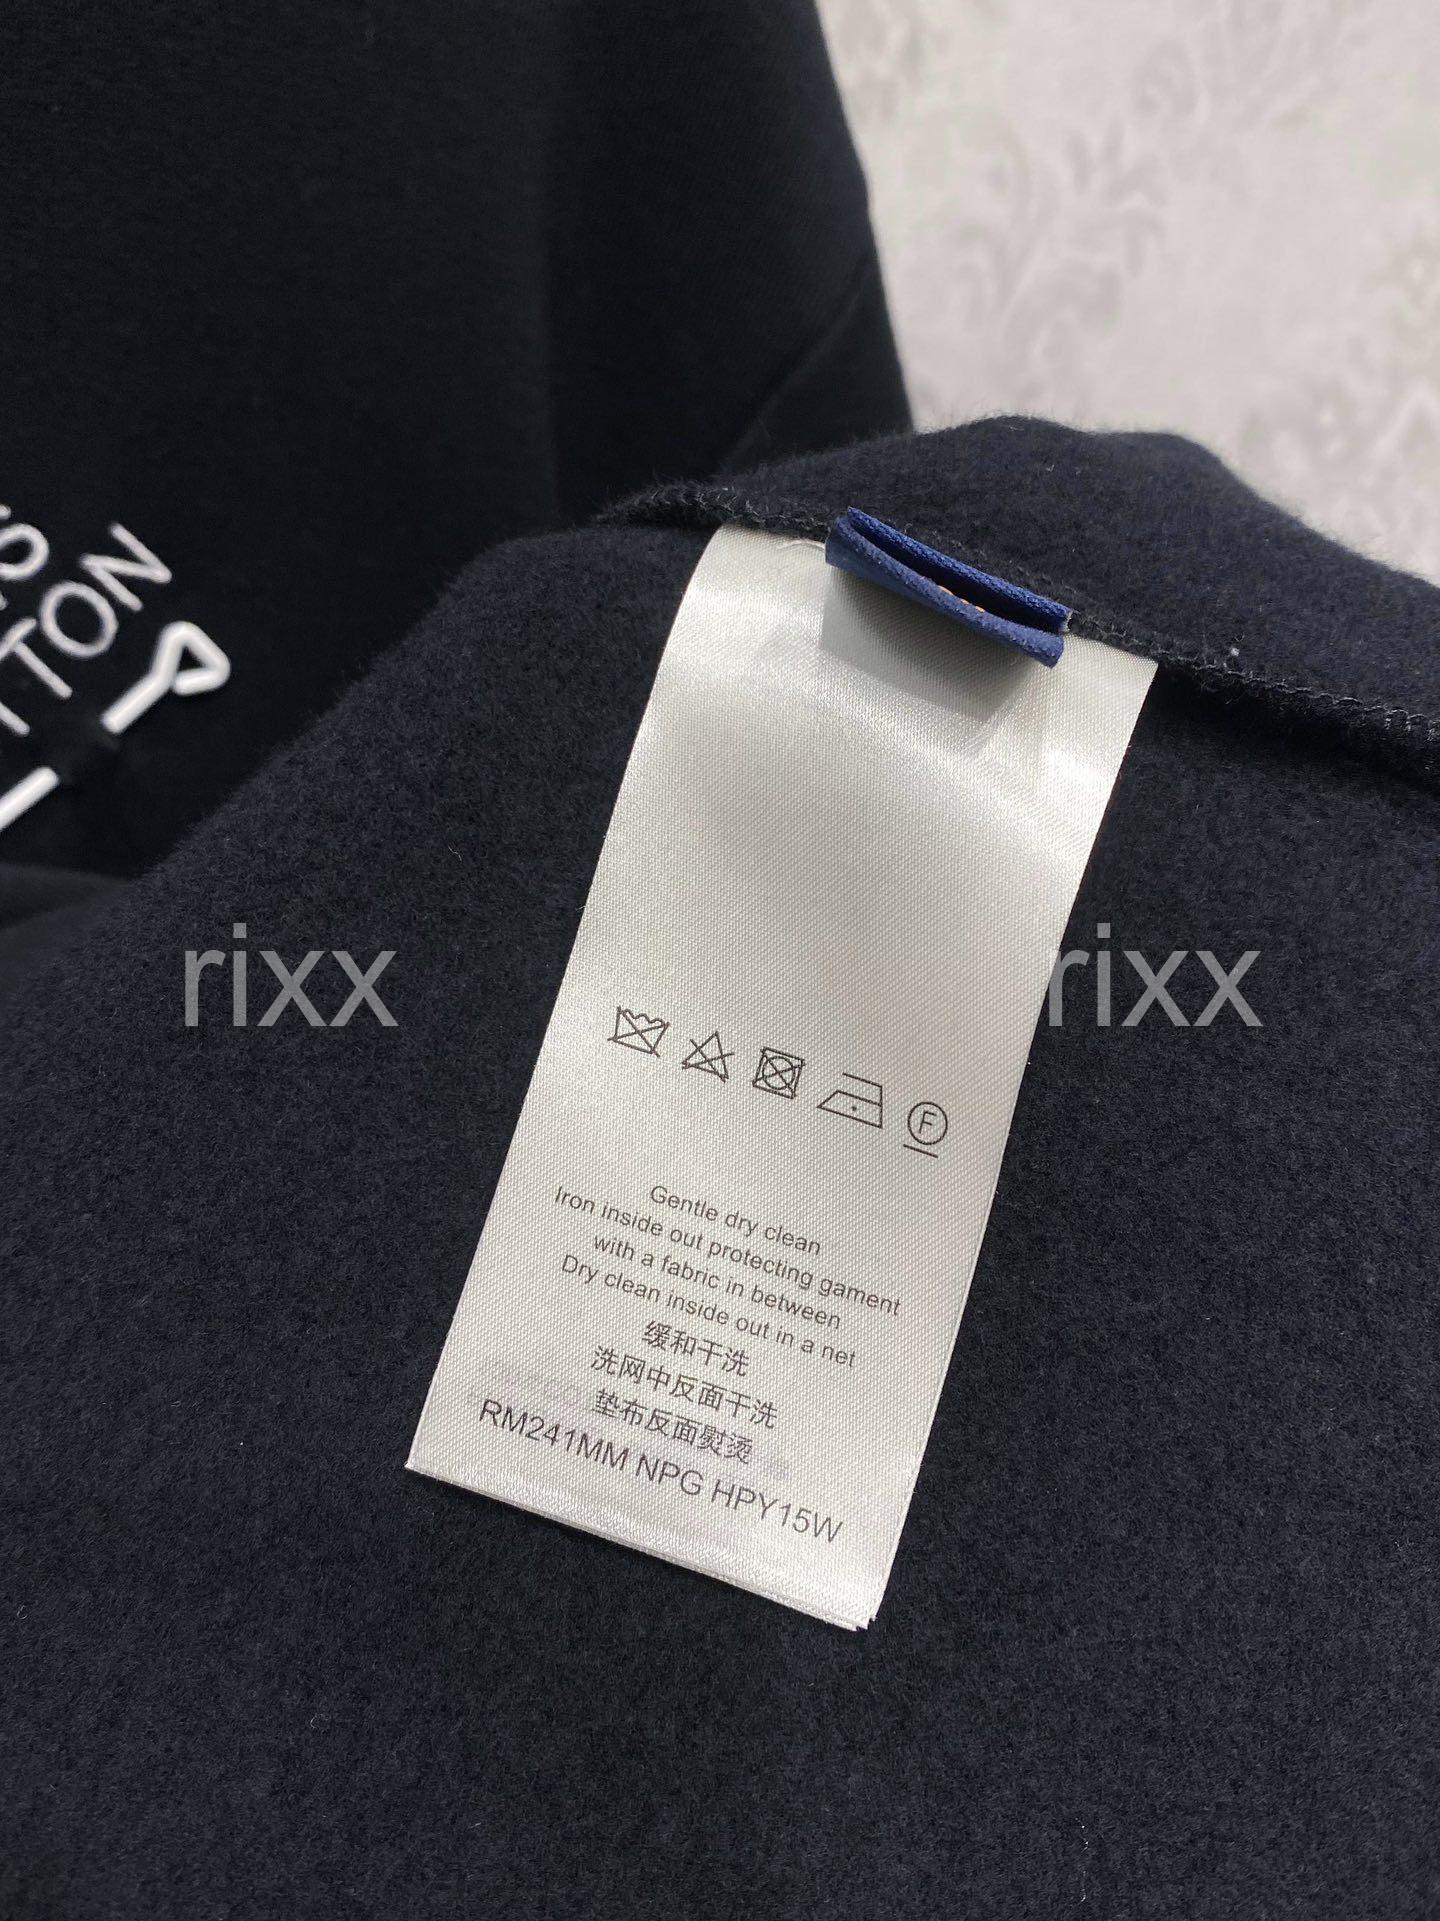 TTON
rixx rixx
F
Gentle dry clean
Iron inside out protecting gament
with a fabric in between
Dry clean inside out in a net
缓和干洗
洗网中反面干洗
垫布反面熨烫
RM241MM NPG HPY15W